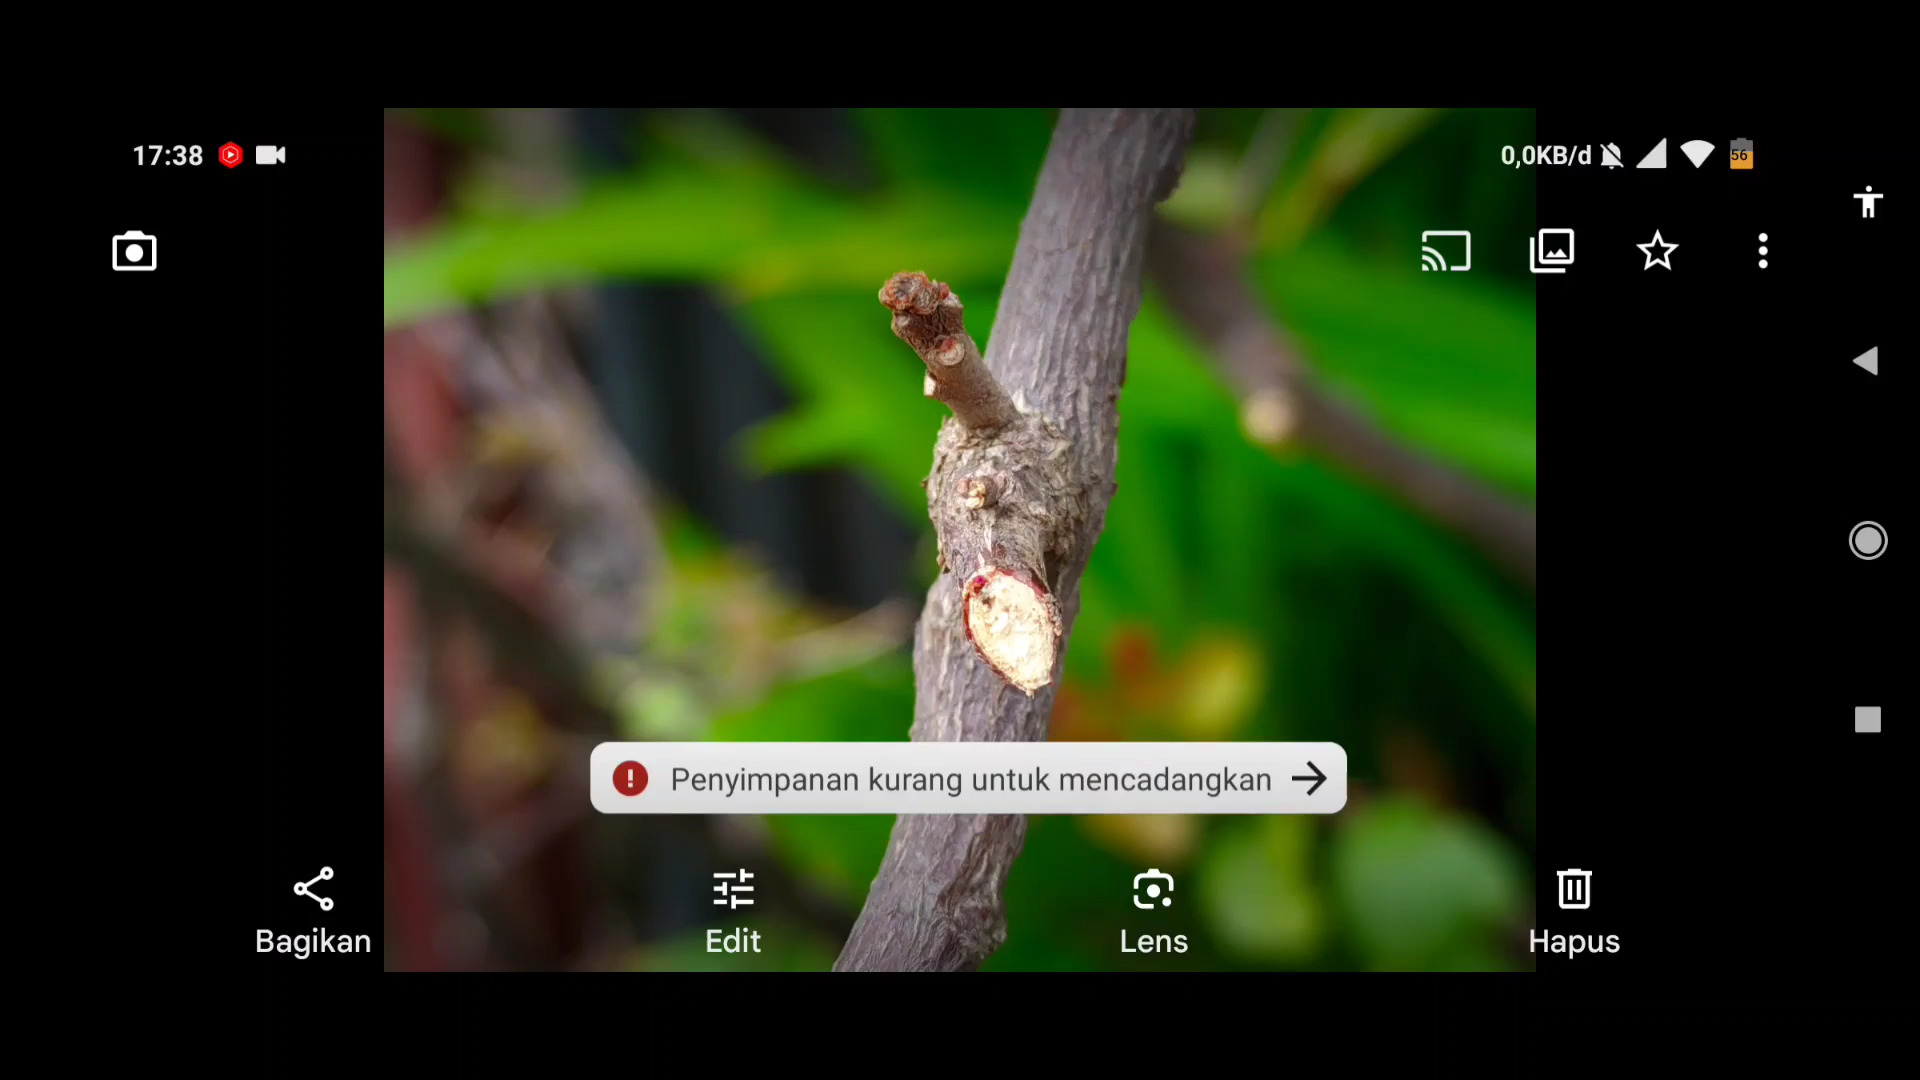 17:38
0,0KB/d
56
Penyimpanan kurang untuk mencadangkan
Bagikan
Edit
Lens
Hapus